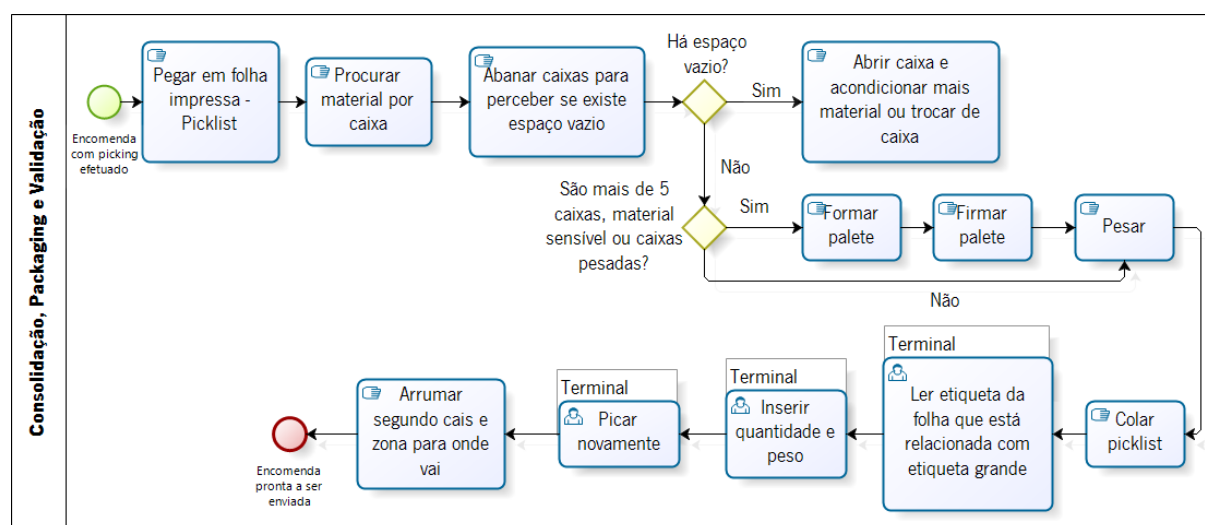 Consolidação, Packaging e Validação
Encomenda
com picking
efetuado
Pegar em folha
impressa -
Picklist
Procurar
material por
caixa
Abanar caixas para
perceber se existe
espaço vazio
Há espaço
vazio?
Sim
Abrir caixa e
acondicionar mais
material ou trocar de
caixa
Não
São mais de 5
caixas, material
sensível ou caixas
pesadas?
Sim
Formar
palete
Firmar
palete
Pesar
Não
Colar
picklist
Terminal
Ler etiqueta da
folha que está
relacionada com
etiqueta grande
Terminal
Inserir
quantidade e
peso
Terminal
Picar
novamente
Arrumar
segundo cais e
zona para onde
vai
Encomenda
pronta a ser
enviada